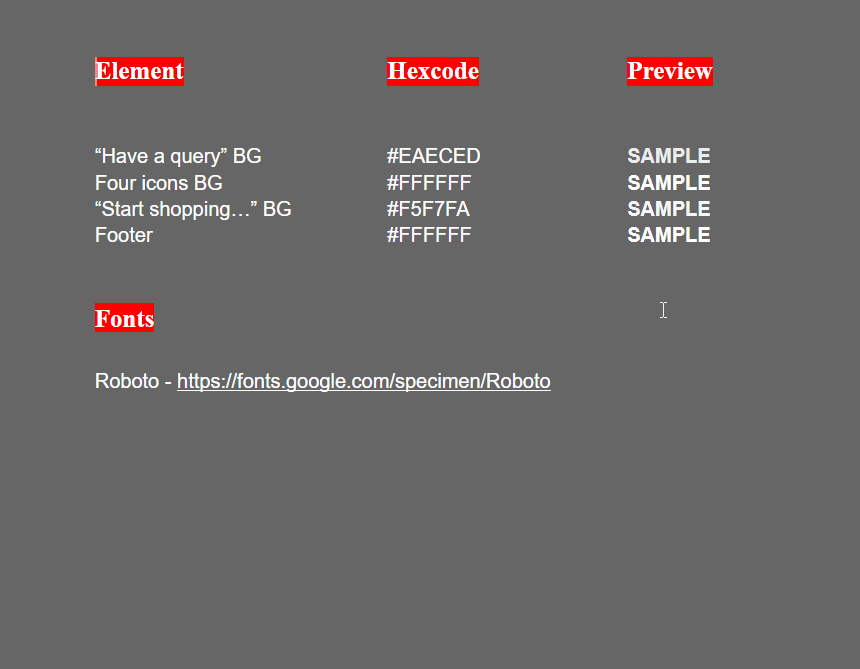 Element Hexcode Preview
“Have a query” BG #EAECED SAMPLE
Four icons BG #FFFFFF SAMPLE
“Start shopping…” BG #F5F7FA SAMPLE
Footer #FFFFFF SAMPLE
Fonts
Roboto - https://fonts.google.com/specimen/Roboto